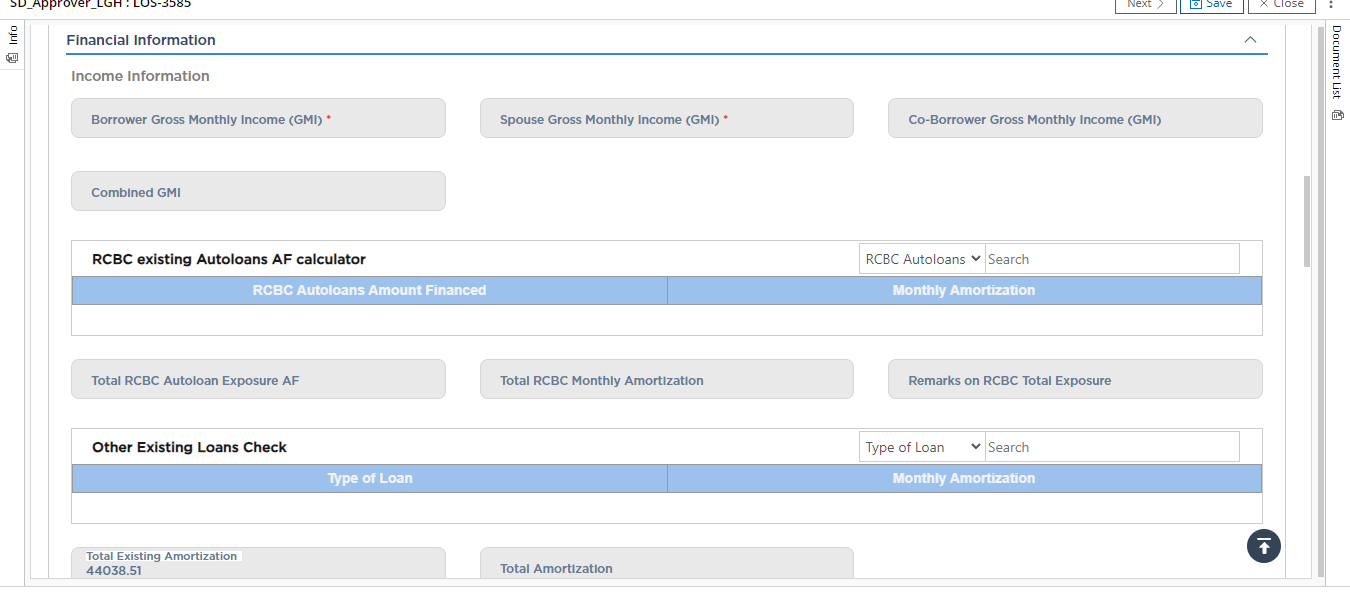 SD_Approver_LGH : LOS-3585
Next
Save
Close
Info
Document List
Financial Information
Income Information
Borrower Gross Monthly Income (GMI) *
Spouse Gross Monthly Income (GMI) *
Co-Borrower Gross Monthly Income (GMI)
Combined GMI
RCBC existing Autoloans AF calculator
RCBC Autoloans
Search
RCBC Autoloans Amount Financed
Monthly Amortization
Total RCBC Autoloan Exposure AF
Total RCBC Monthly Amortization
Remarks on RCBC Total Exposure
Other Existing Loans Check
Type of Loan
Search
Type of Loan
Monthly Amortization
Total Existing Amortization
44038.51
Total Amortization